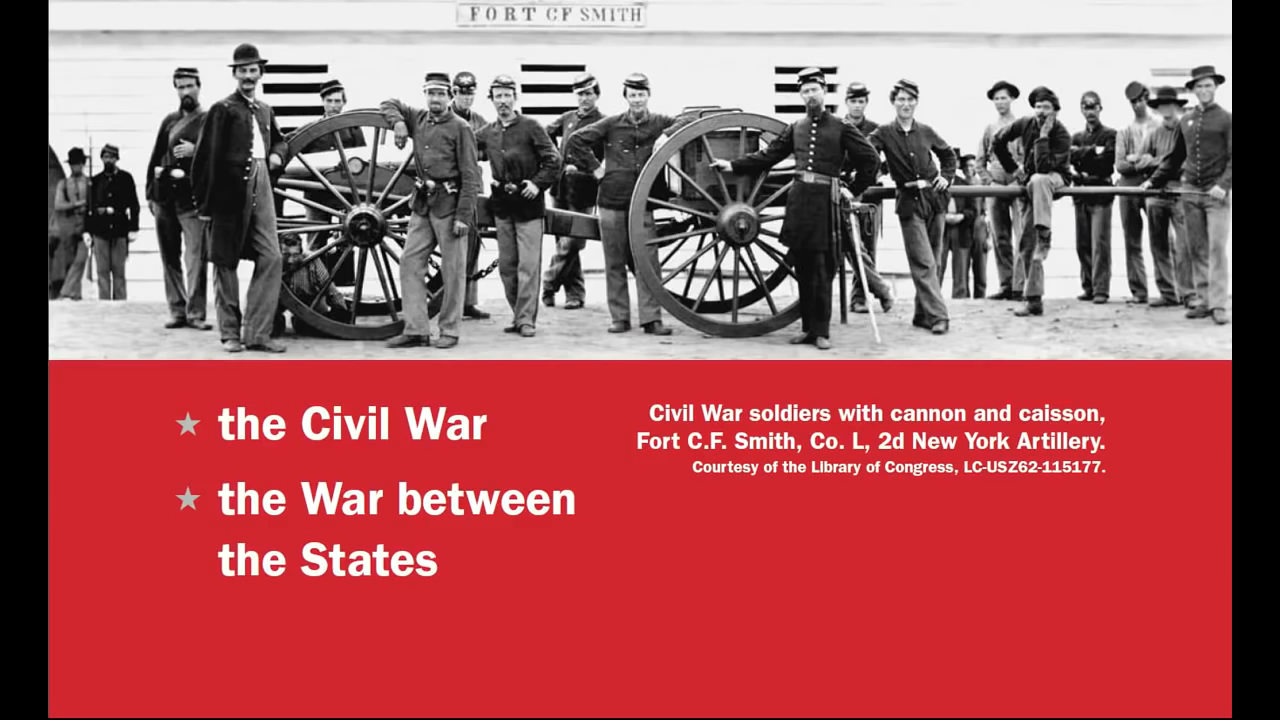 FORT CF SMITH
★ the Civil War
★ the War between
the States
Civil War soldiers with cannon and caisson,
Fort C.F. Smith, Co. L, 2d New York Artillery.
Courtesy of the Library of Congress, LC-USZ62-115177.